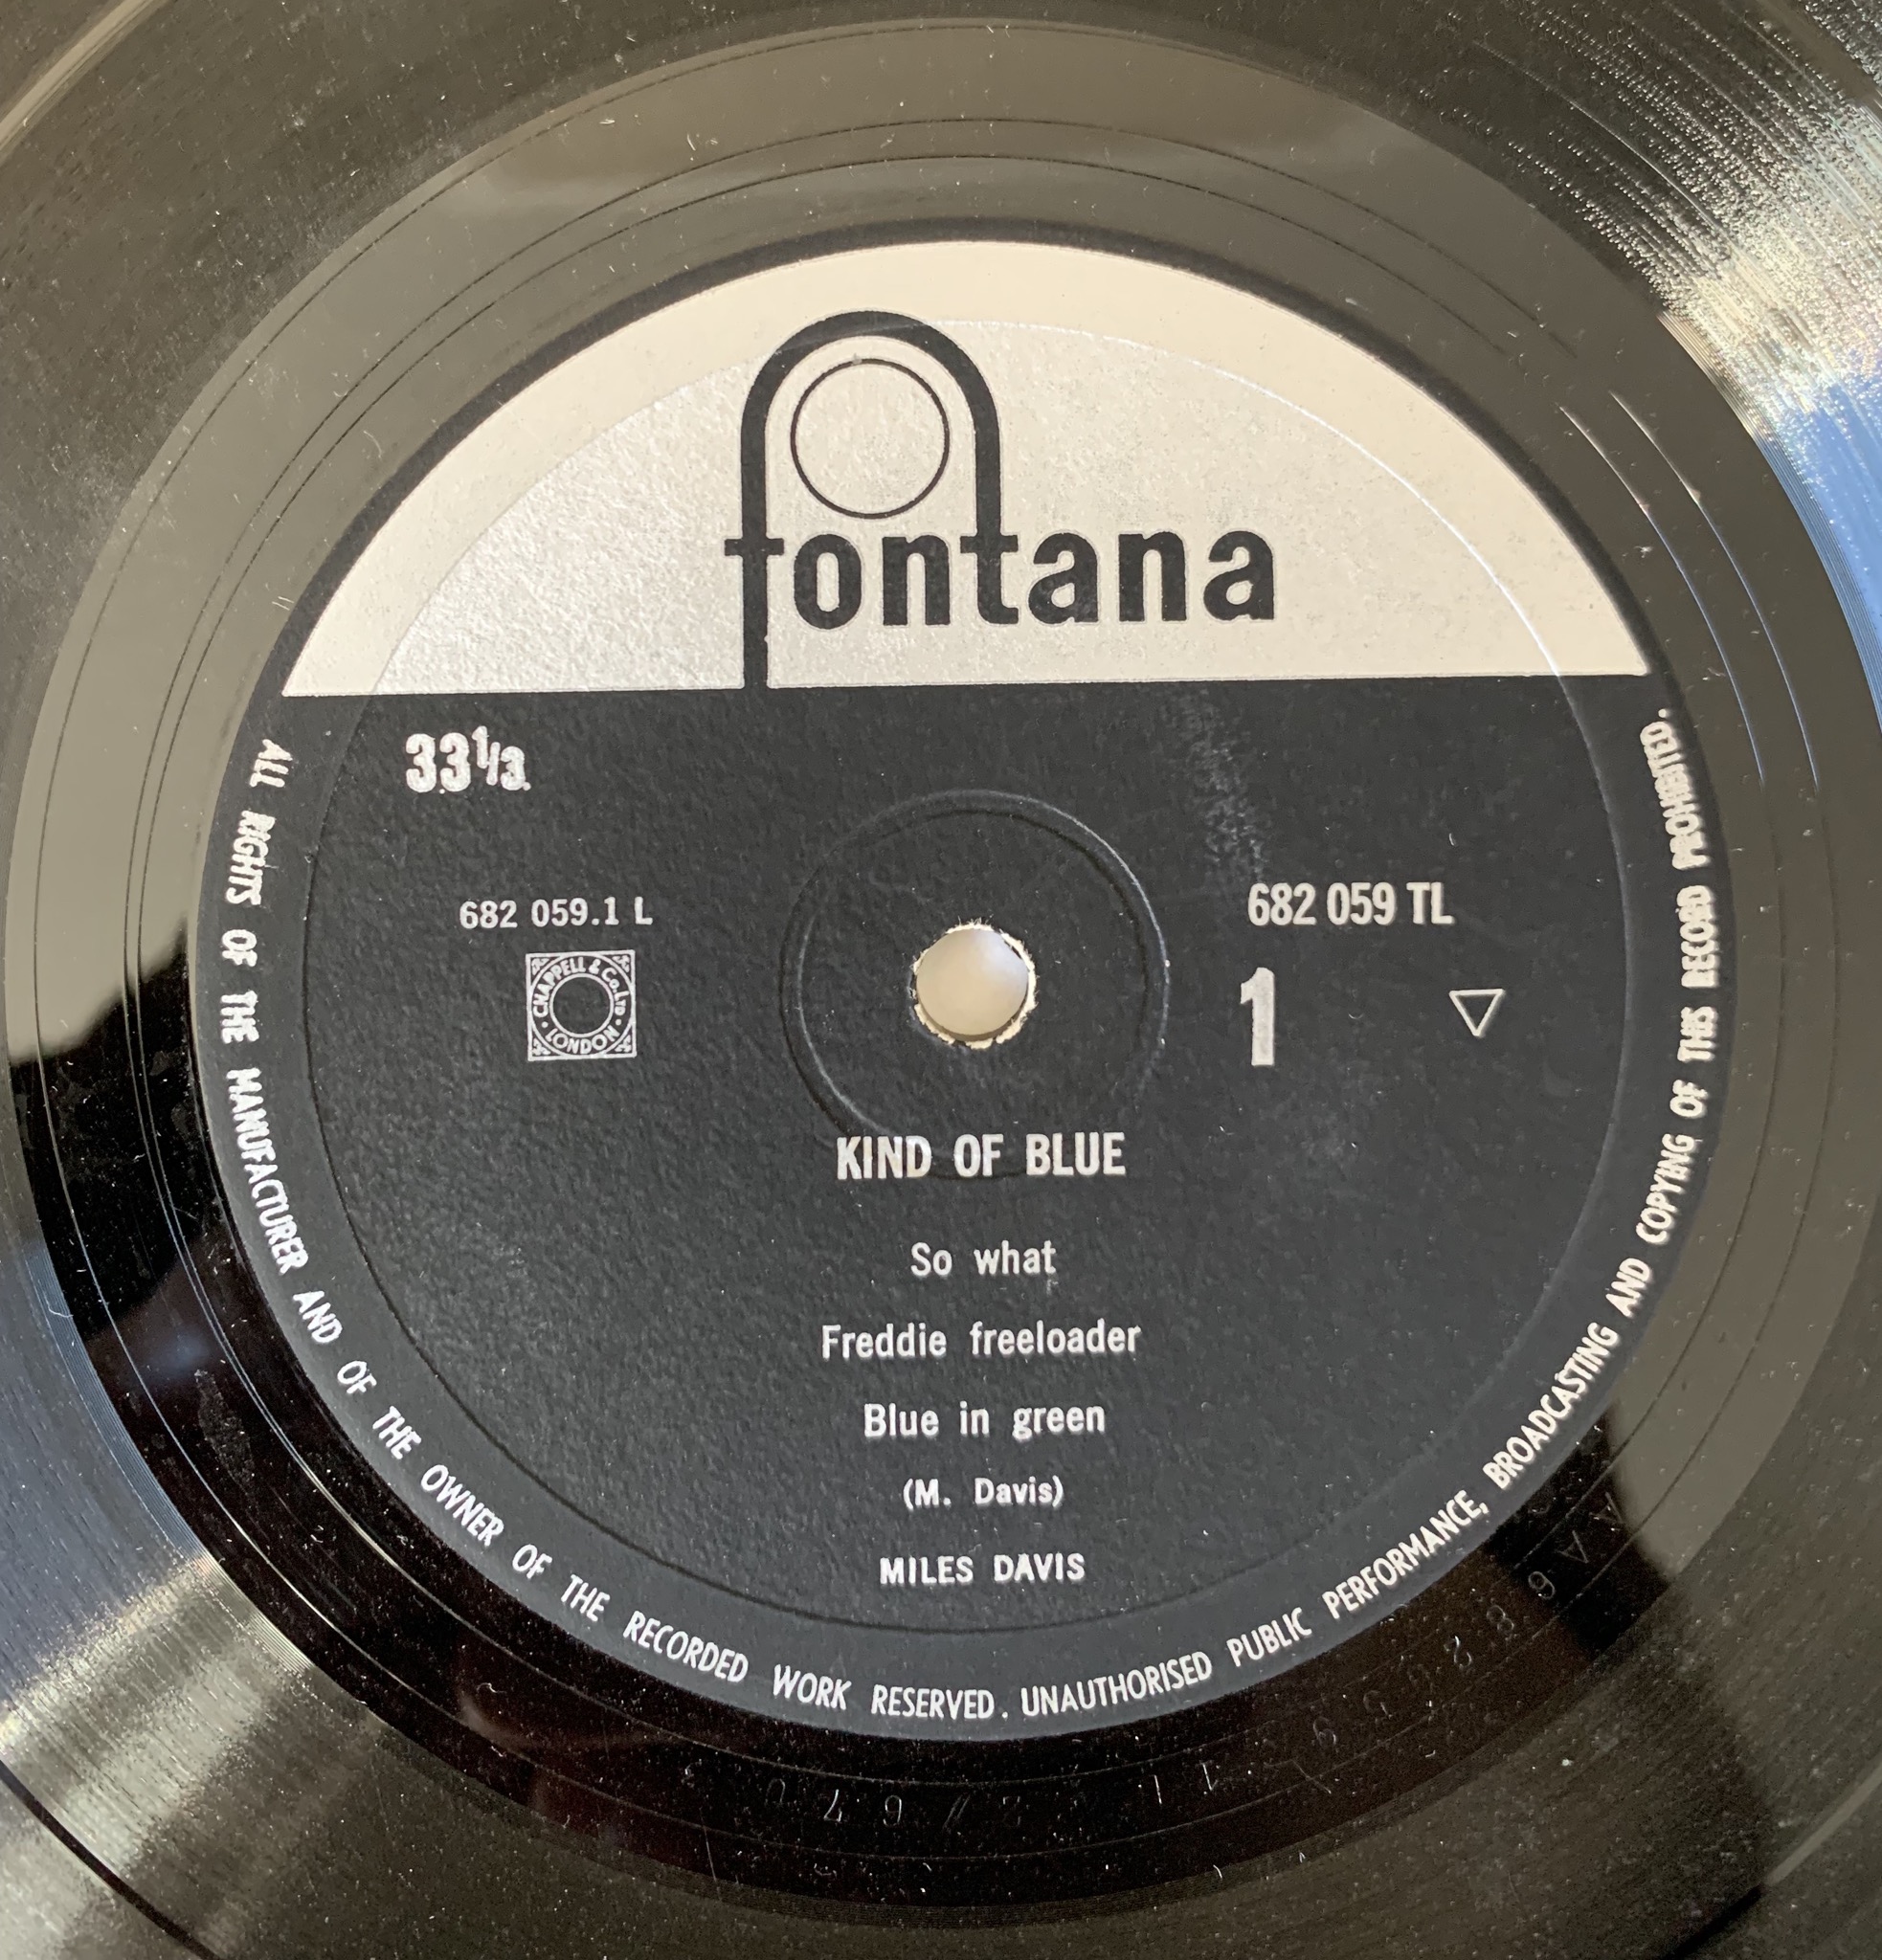 fontana
33⅓
682 059.1 L
682 059 TL
CHAPPELL & Co. LTD
LONDON
1
KIND OF BLUE
So what
Freddie freeloader
Blue in green
(M. Davis)
MILES DAVIS
ALL RIGHTS OF THE MANUFACTURER AND OF THE OWNER OF THE RECORDED WORK RESERVED. UNAUTHORISED PUBLIC PERFORMANCE, BROADCASTING AND COPYING OF THIS RECORD PROHIBITED.